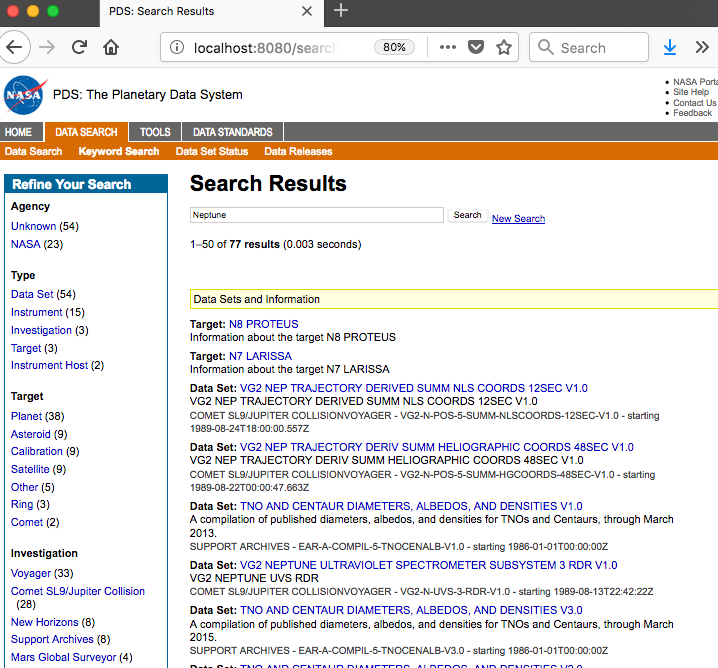 PDS: Search Results
localhost:8080/searc
80%
Search
NASA
PDS: The Planetary Data System
NASA Porta
Site Help
Contact Us
Feedback
HOME
DATA SEARCH
TOOLS
DATA STANDARDS
Data Search
Keyword Search
Data Set Status
Data Releases
Refine Your Search
Agency
Unknown (54)
NASA (23)
Type
Data Set (54)
Instrument (15)
Investigation (3)
Target (3)
Instrument Host (2)
Target
Planet (38)
Asteroid (9)
Calibration (9)
Satellite (9)
Other (5)
Ring (3)
Comet (2)
Investigation
Voyager (33)
Comet SL9/Jupiter Collision
(28)
New Horizons (8)
Support Archives (8)
Mars Global Surveyor (4)
Search Results
Neptune
Search
New Search
1–50 of 77 results (0.003 seconds)
Data Sets and Information
Target: N8 PROTEUS
Information about the target N8 PROTEUS
Target: N7 LARISSA
Information about the target N7 LARISSA
Data Set: VG2 NEP TRAJECTORY DERIVED SUMM NLS COORDS 12SEC V1.0
VG2 NEP TRAJECTORY DERIVED SUMM NLS COORDS 12SEC V1.0
COMET SL9/JUPITER COLLISIONVOYAGER - VG2-N-POS-5-SUMM-NLSCOORDS-12SEC-V1.0 - starting
1989-08-24T18:00:00.557Z
Data Set: VG2 NEP TRAJECTORY DERIV SUMM HELIOGRAPHIC COORDS 48SEC V1.0
VG2 NEP TRAJECTORY DERIV SUMM HELIOGRAPHIC COORDS 48SEC V1.0
COMET SL9/JUPITER COLLISIONVOYAGER - VG2-N-POS-5-SUMM-HGCOORDS-48SEC-V1.0 - starting
1989-08-22T00:00:47.663Z
Data Set: TNO AND CENTAUR DIAMETERS, ALBEDOS, AND DENSITIES V1.0
A compilation of published diameters, albedos, and densities for TNOs and Centaurs, through March
2013.
SUPPORT ARCHIVES - EAR-A-COMPIL-5-TNOCENALB-V1.0 - starting 1986-01-01T00:00:00Z
Data Set: VG2 NEPTUNE ULTRAVIOLET SPECTROMETER SUBSYSTEM 3 RDR V1.0
VG2 NEPTUNE UVS RDR
COMET SL9/JUPITER COLLISIONVOYAGER - VG2-N-UVS-3-RDR-V1.0 - starting 1989-08-13T22:42:22Z
Data Set: TNO AND CENTAUR DIAMETERS, ALBEDOS, AND DENSITIES V3.0
A compilation of published diameters, albedos, and densities for TNOs and Centaurs, through March
2015.
SUPPORT ARCHIVES - EAR-A-COMPIL-5-TNOCENALB-V3.0 - starting 1986-01-01T00:00:00Z